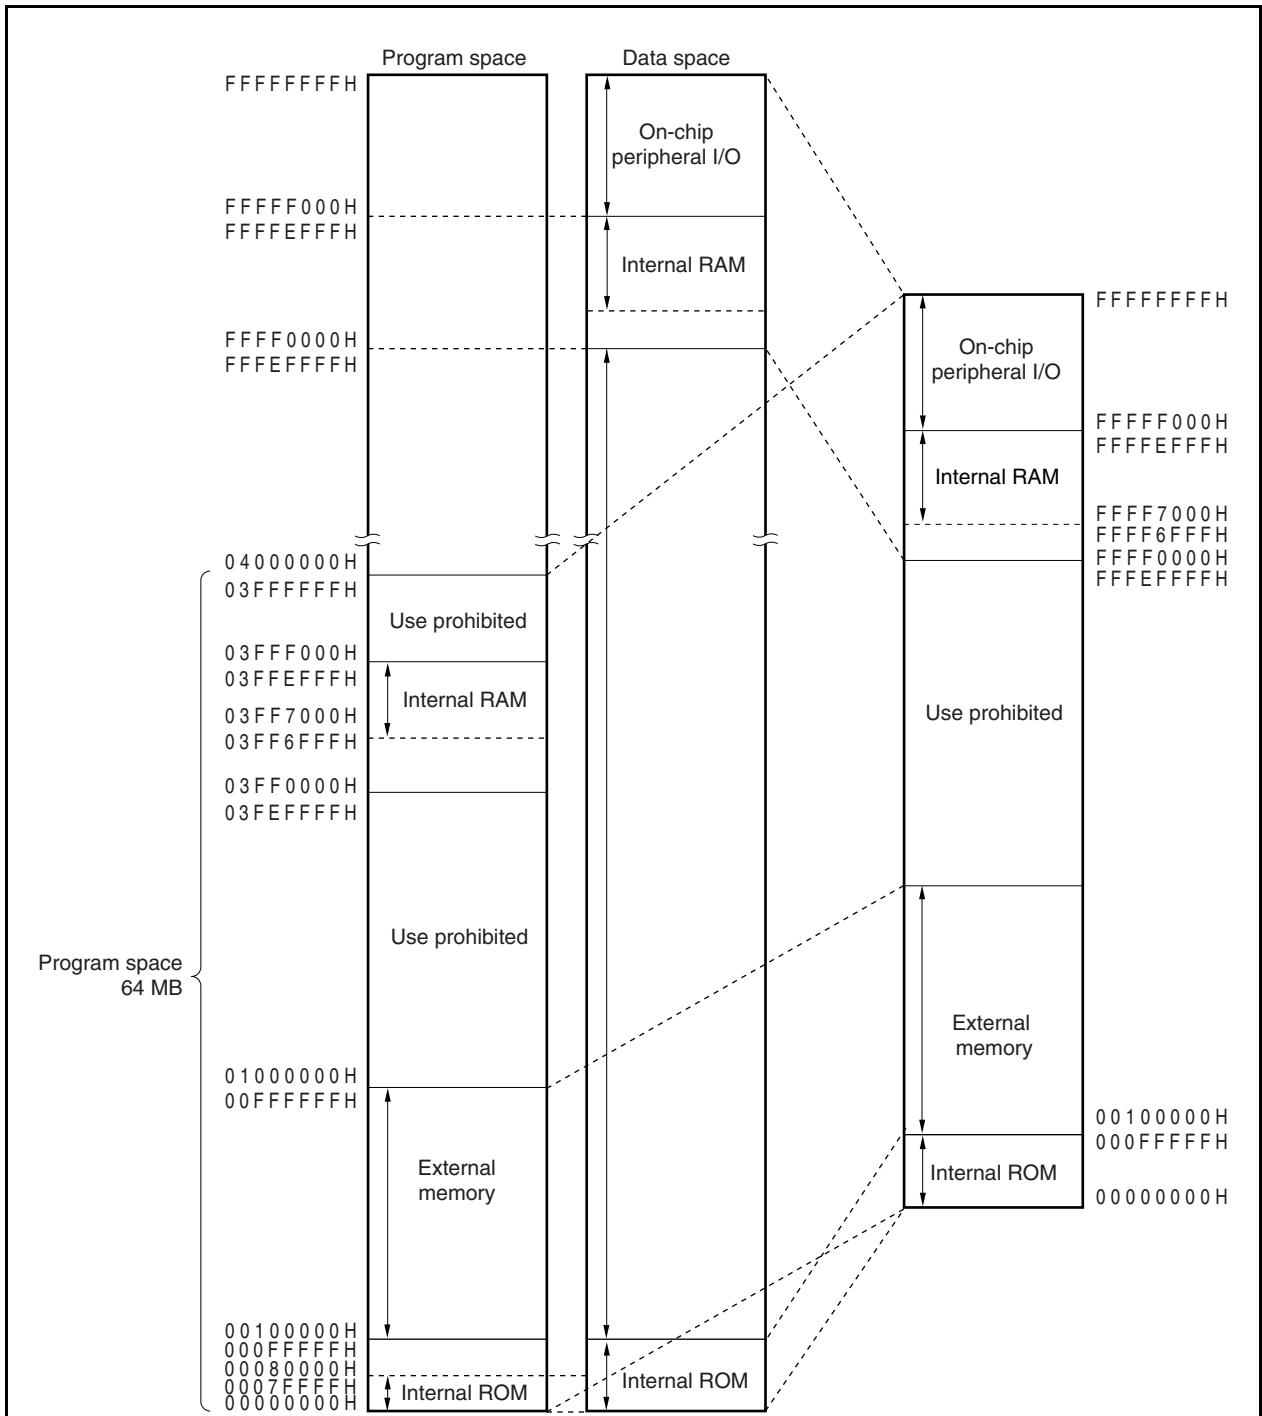 Program space
Data space
FFFFFFFFH
On-chip
peripheral I/O
FFFFF000H
FFFFEFFFH
Internal RAM
FFFF0000H
FFFEFFFFH
04000000H
03FFFFFFH
Use prohibited
03FFF000H
03FFEFFFH
Internal RAM
03FF7000H
03FF6FFFH
03FF0000H
03FEFFFFH
Use prohibited
Program space
64 MB
01000000H
00FFFFFFH
External
memory
00100000H
000FFFFFH
00080000H
0007FFFFH
00000000H
Internal ROM
Internal ROM
FFFFFFFFH
On-chip
peripheral I/O
FFFFF000H
FFFFEFFFH
Internal RAM
FFFF7000H
FFFF6FFFH
FFFF0000H
FFFEFFFFH
Use prohibited
External
memory
00100000H
000FFFFFH
Internal ROM
00000000H